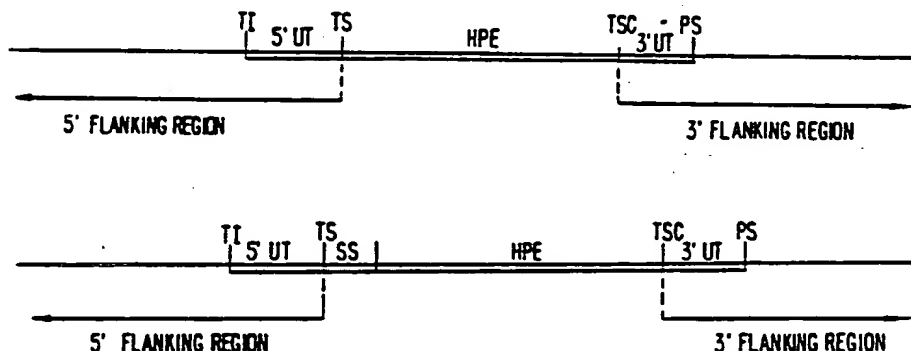 TI 5' UT TS HPE TSC 3' UT PS
5' FLANKING REGION 3' FLANKING REGION
TI 5' UT TS SS HPE TSC 3' UT PS
5' FLANKING REGION 3' FLANKING REGION